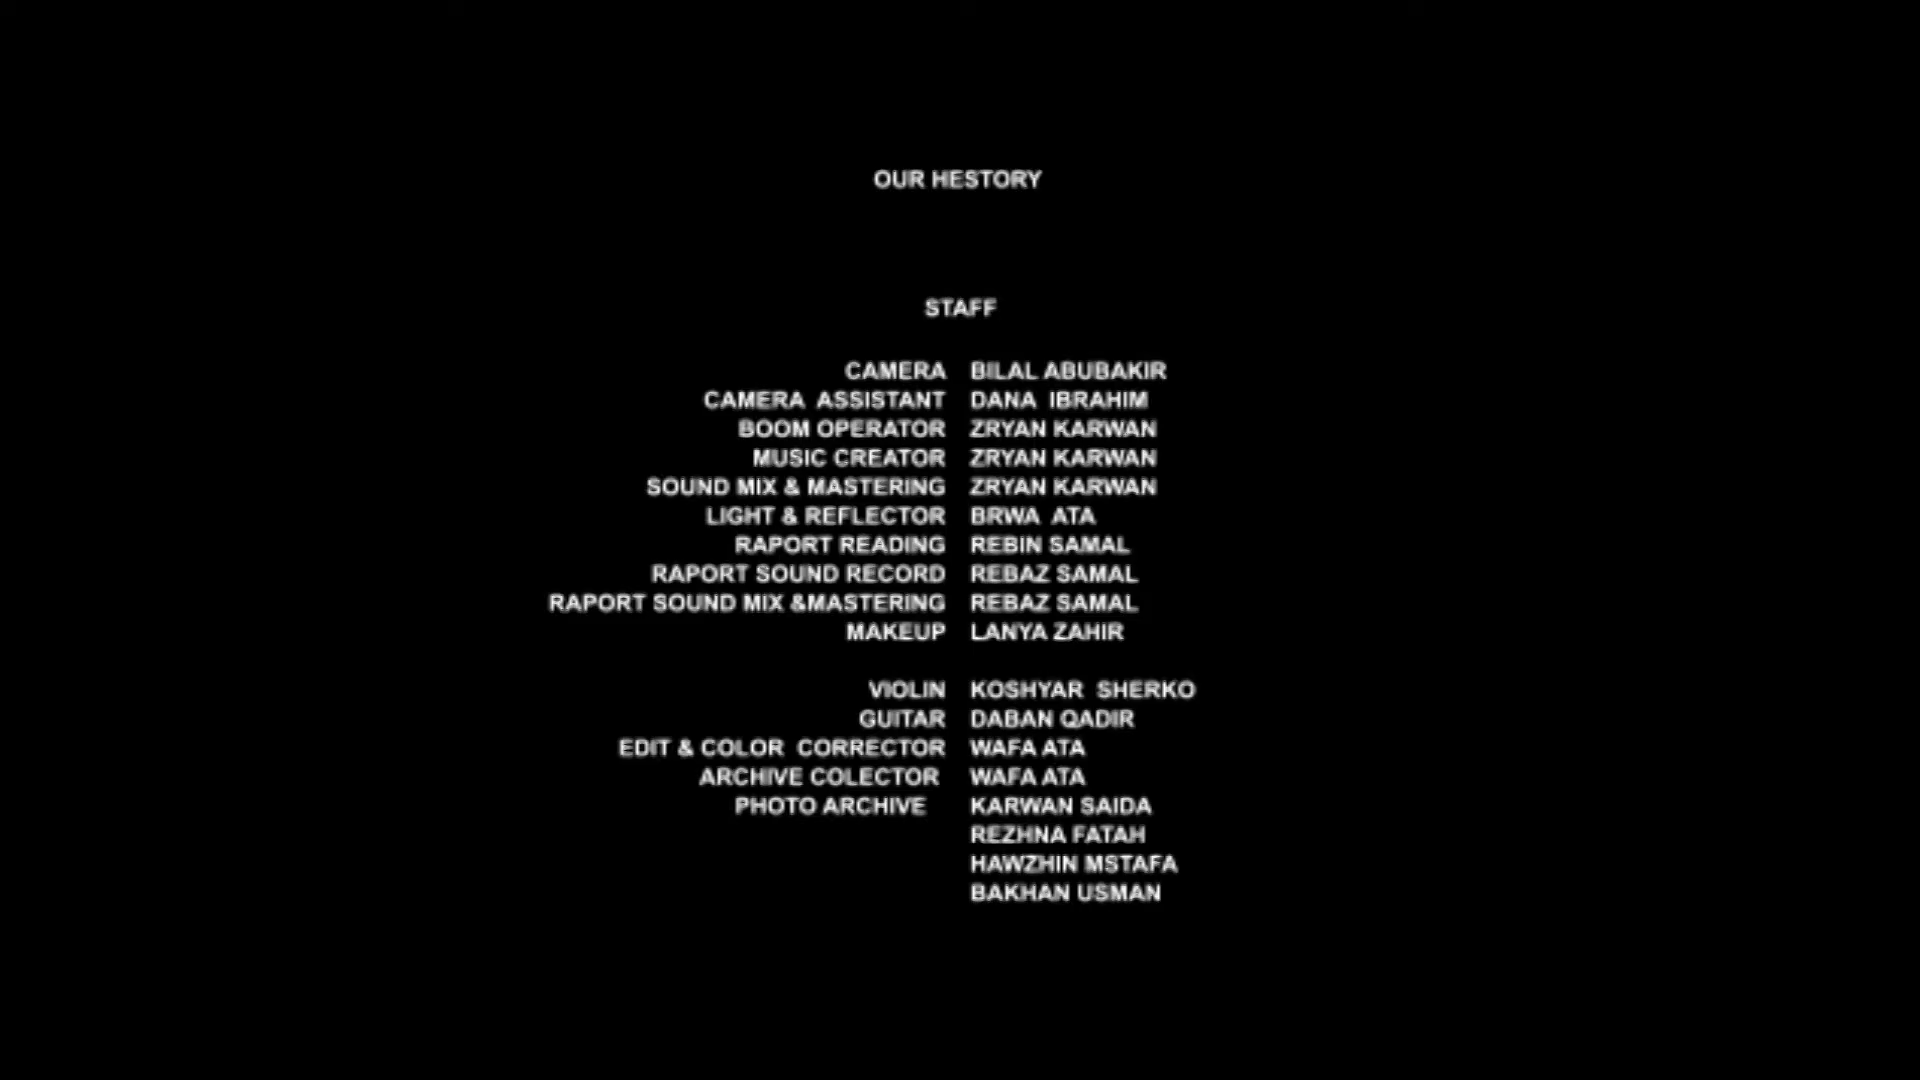 OUR HESTORY
STAFF
CAMERA BILAL ABUBAKIR
CAMERA ASSISTANT DANA IBRAHIM
BOOM OPERATOR ZRYAN KARWAN
MUSIC CREATOR ZRYAN KARWAN
SOUND MIX & MASTERING ZRYAN KARWAN
LIGHT & REFLECTOR BRWA ATA
RAPORT READING REBIN SAMAL
RAPORT SOUND RECORD REBAZ SAMAL
RAPORT SOUND MIX &MASTERING REBAZ SAMAL
MAKEUP LANYA ZAHIR
VIOLIN KOSHYAR SHERKO
GUITAR DABAN QADIR
EDIT & COLOR CORRECTOR WAFA ATA
ARCHIVE COLECTOR WAFA ATA
PHOTO ARCHIVE KARWAN SAIDA
REZHNA FATAH
HAWZHIN MSTAFA
BAKHAN USMAN